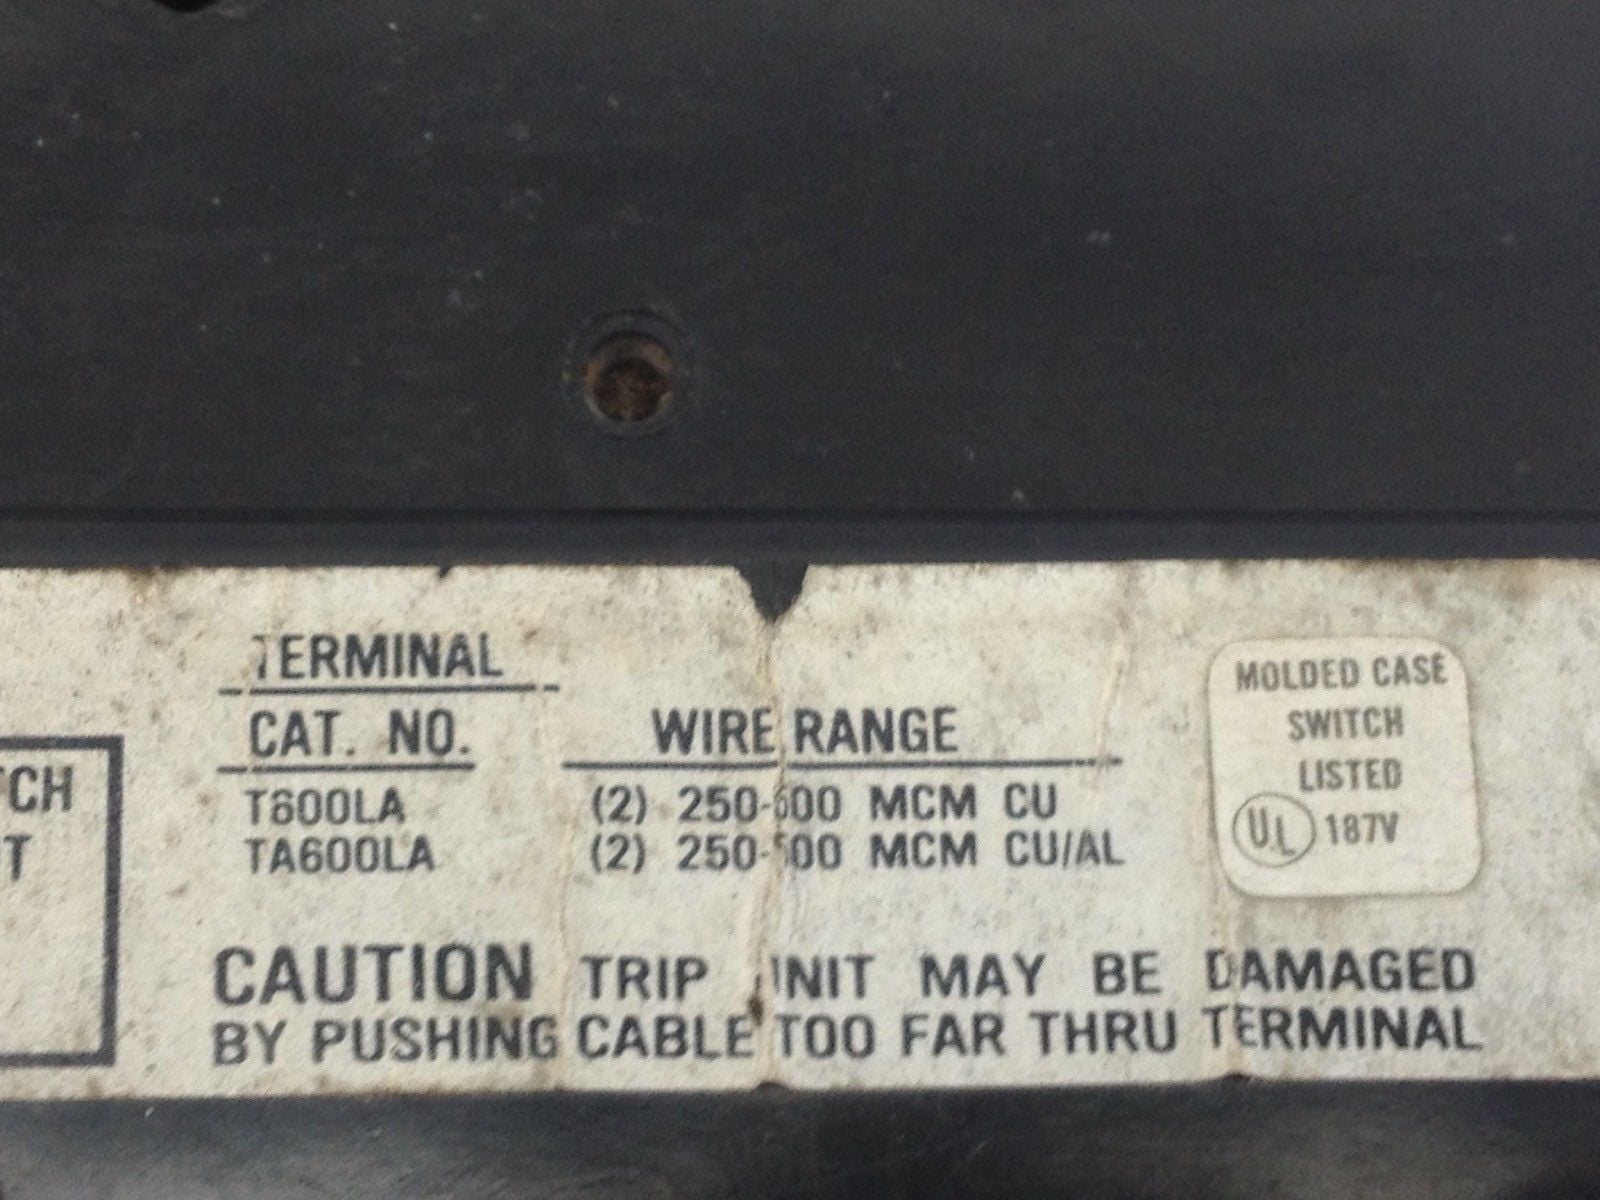 TERMINAL
CAT. NO. WIRE RANGE
T600LA (2) 250-500 MCM CU
TA600LA (2) 250-500 MCM CU/AL
CAUTION TRIP UNIT MAY BE DAMAGED
BY PUSHING CABLE TOO FAR THRU TERMINAL
MOLDED CASE
SWITCH
LISTED
UL 187V
TCH
T